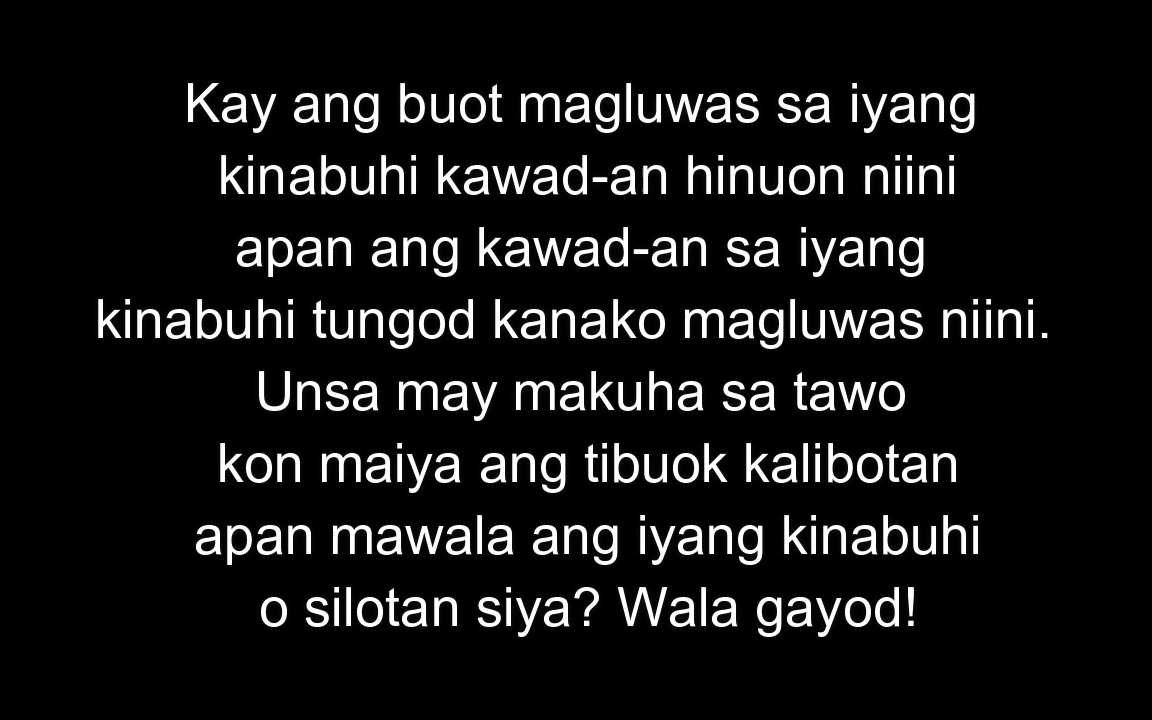 Kay ang buot magluwas sa iyang
kinabuhi kawad-an hinuon niini
apan ang kawad-an sa iyang
kinabuhi tungod kanako magluwas niini.
Unsa may makuha sa tawo
kon maiya ang tibuok kalibotan
apan mawala ang iyang kinabuhi
o silotan siya? Wala gayod!